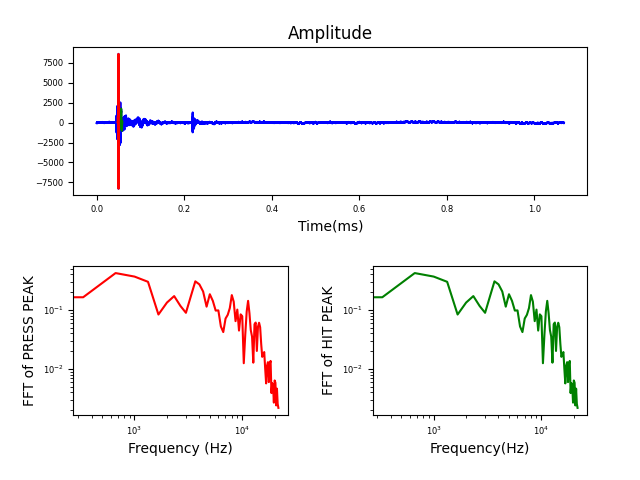 Amplitude
7500
5000
2500
0
−2500
−5000
−7500
0.0 0.2 0.4 0.6 0.8 1.0
Time(ms)
FFT of PRESS PEAK
10⁻¹
10⁻²
10³ 10⁴
Frequency (Hz)
FFT of HIT PEAK
10⁻¹
10⁻²
10³ 10⁴
Frequency(Hz)